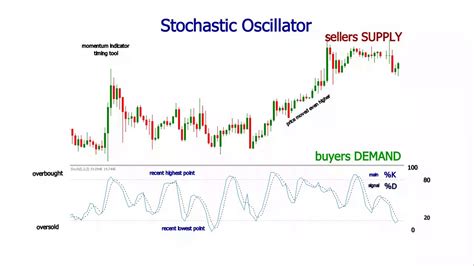 Stochastic Oscillator
sellers SUPPLY
momentum indicator
timing tool
price moved even higher
buyers DEMAND
overbought
recent highest point
main %K
signal %D
100
80
20
oversold
recent lowest point
0